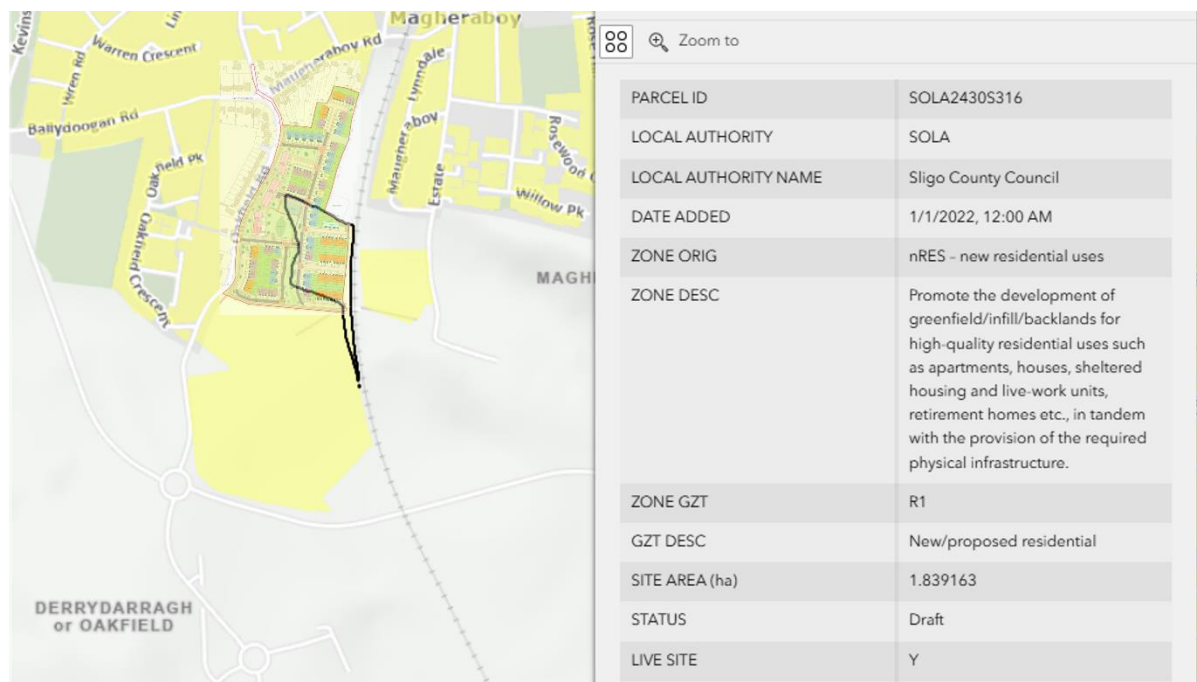 Magheraboy
Kevins
Lin
Warren Crescent
Magheraboy Rd
Wren Rd
Lynndale
Ballydoogan Rd
Maugheraboy
Estate
Rosewood
Oakfield Pk
Willow Pk
Oakfield Rd
Oakfield Crescent
MAGH
DERRYDARRAGH
or OAKFIELD
Zoom to
PARCEL ID SOLA2430S316
LOCAL AUTHORITY SOLA
LOCAL AUTHORITY NAME Sligo County Council
DATE ADDED 1/1/2022, 12:00 AM
ZONE ORIG nRES – new residential uses
ZONE DESC Promote the development of
greenfield/infill/backlands for
high-quality residential uses such
as apartments, houses, sheltered
housing and live-work units,
retirement homes etc., in tandem
with the provision of the required
physical infrastructure.
ZONE GZT R1
GZT DESC New/proposed residential
SITE AREA (ha) 1.839163
STATUS Draft
LIVE SITE Y